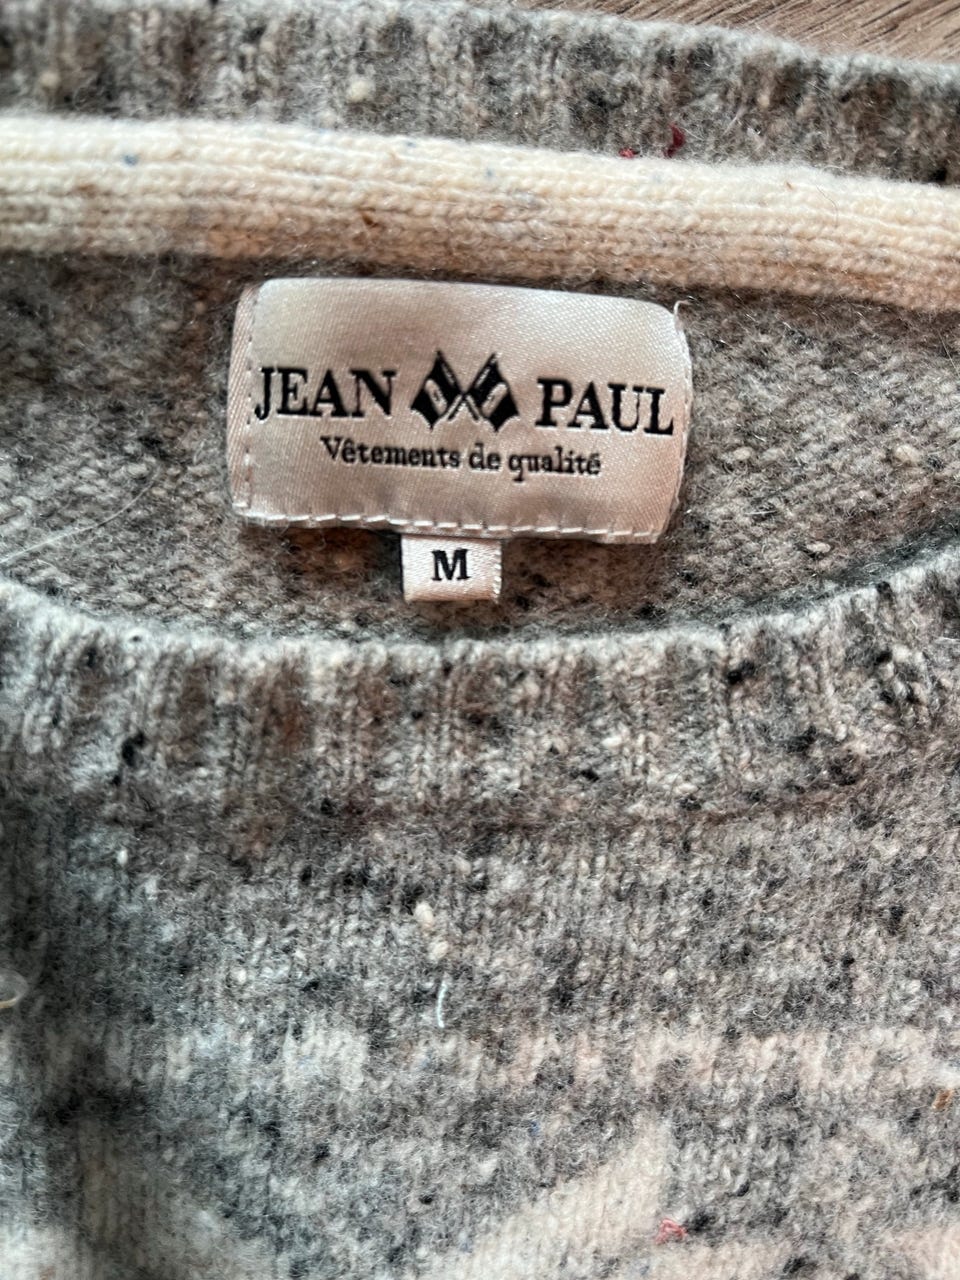 JEAN PAUL
Vêtements de qualité
M